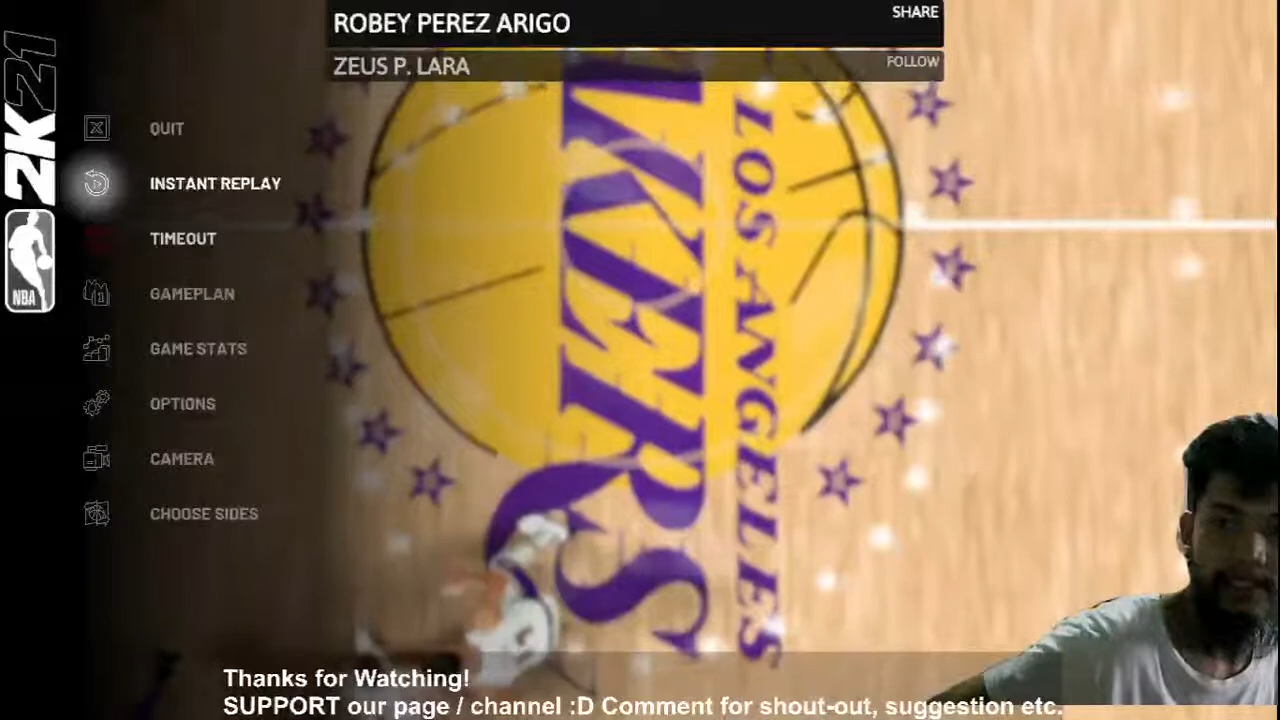 ROBEY PEREZ ARIGO
SHARE
ZEUS P. LARA
FOLLOW
NBA 2K21
QUIT
INSTANT REPLAY
TIMEOUT
GAMEPLAN
GAME STATS
OPTIONS
CAMERA
CHOOSE SIDES
KERS
LOS ANGELES
Thanks for Watching!
SUPPORT our page / channel :D Comment for shout-out, suggestion etc.